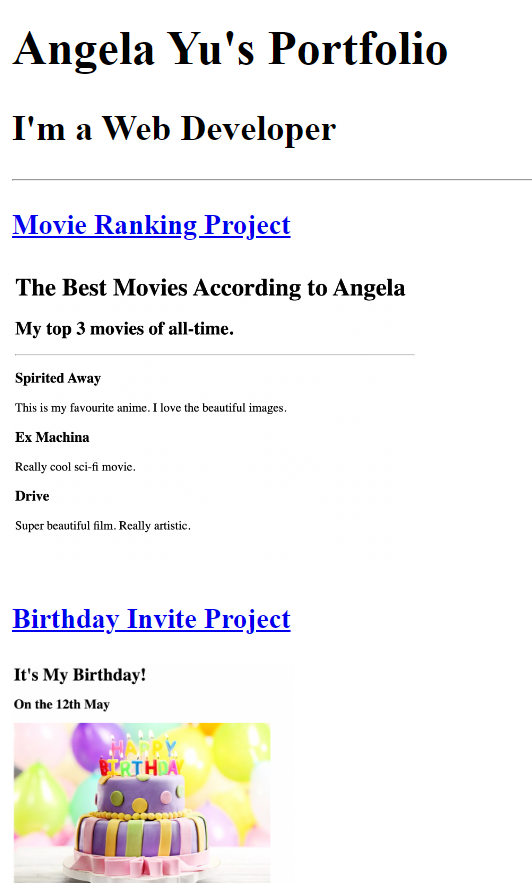 Angela Yu's Portfolio
I'm a Web Developer
Movie Ranking Project
The Best Movies According to Angela
My top 3 movies of all-time.
Spirited Away
This is my favourite anime. I love the beautiful images.
Ex Machina
Really cool sci-fi movie.
Drive
Super beautiful film. Really artistic.
Birthday Invite Project
It's My Birthday!
On the 12th May
HAPPY
BIRTHDAY